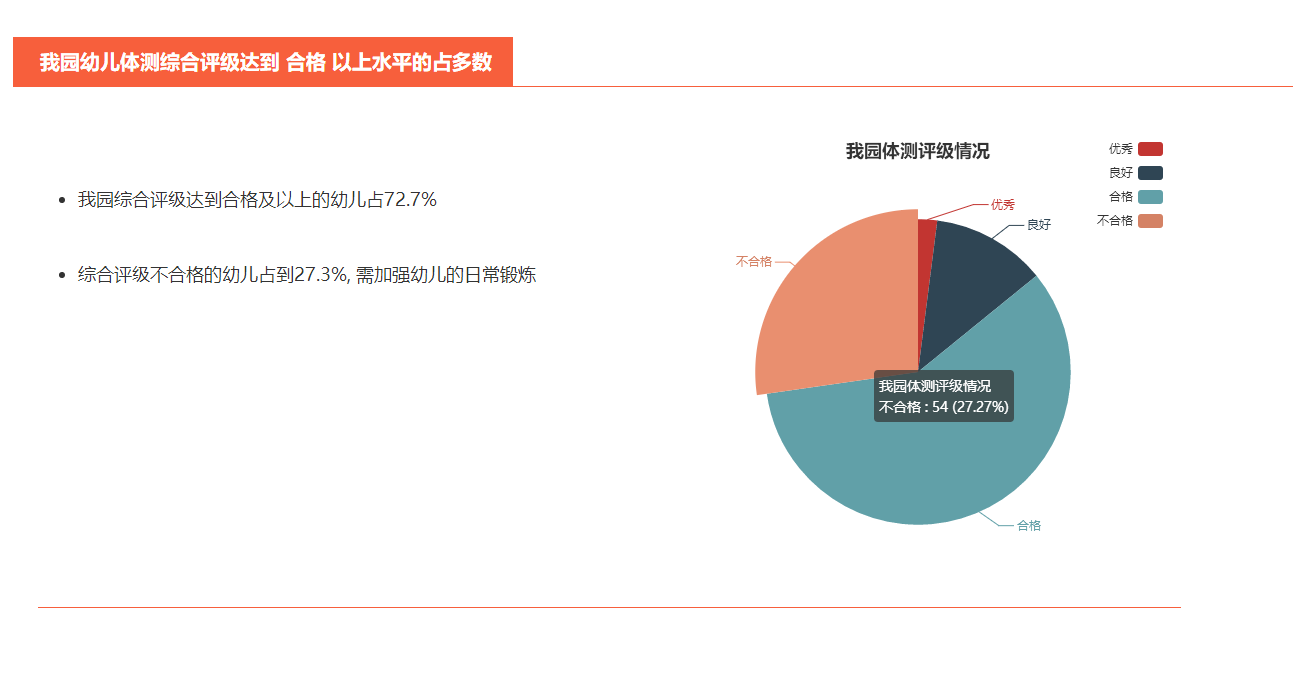 我园幼儿体测综合评级达到 合格 以上水平的占多数
我园体测评级情况
优秀
良好
合格
不合格
我园综合评级达到合格及以上的幼儿占72.7%
综合评级不合格的幼儿占到27.3%, 需加强幼儿的日常锻炼
优秀
良好
不合格
我园体测评级情况
不合格 : 54 (27.27%)
合格